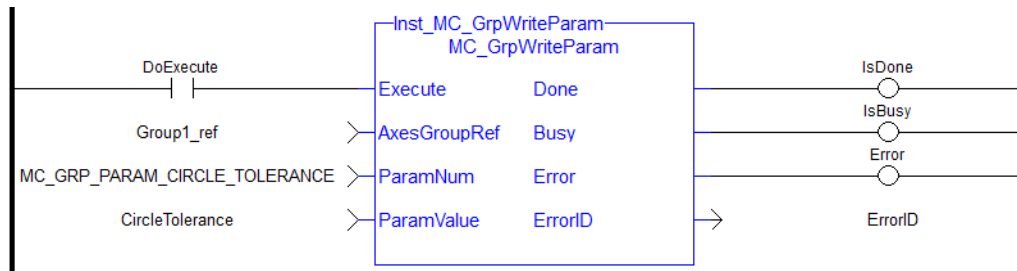 Inst_MC_GrpWriteParam
MC_GrpWriteParam
DoExecute
Execute
Done
IsDone
Group1_ref
AxesGroupRef
Busy
IsBusy
MC_GRP_PARAM_CIRCLE_TOLERANCE
ParamNum
Error
Error
CircleTolerance
ParamValue
ErrorID
ErrorID